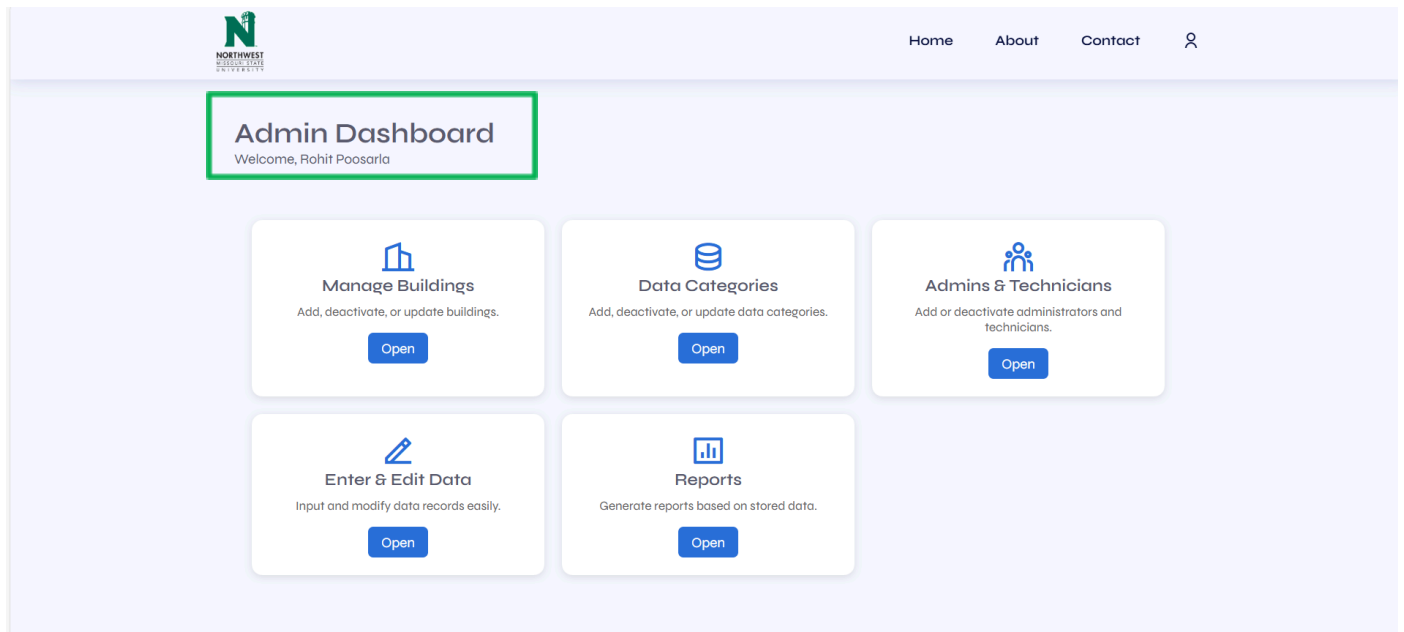 N
NORTHWEST
MISSOURI STATE
UNIVERSITY
Home About Contact
Admin Dashboard
Welcome, Rohit Poosarla
Manage Buildings
Add, deactivate, or update buildings.
Open
Data Categories
Add, deactivate, or update data categories.
Open
Admins & Technicians
Add or deactivate administrators and
technicians.
Open
Enter & Edit Data
Input and modify data records easily.
Open
Reports
Generate reports based on stored data.
Open